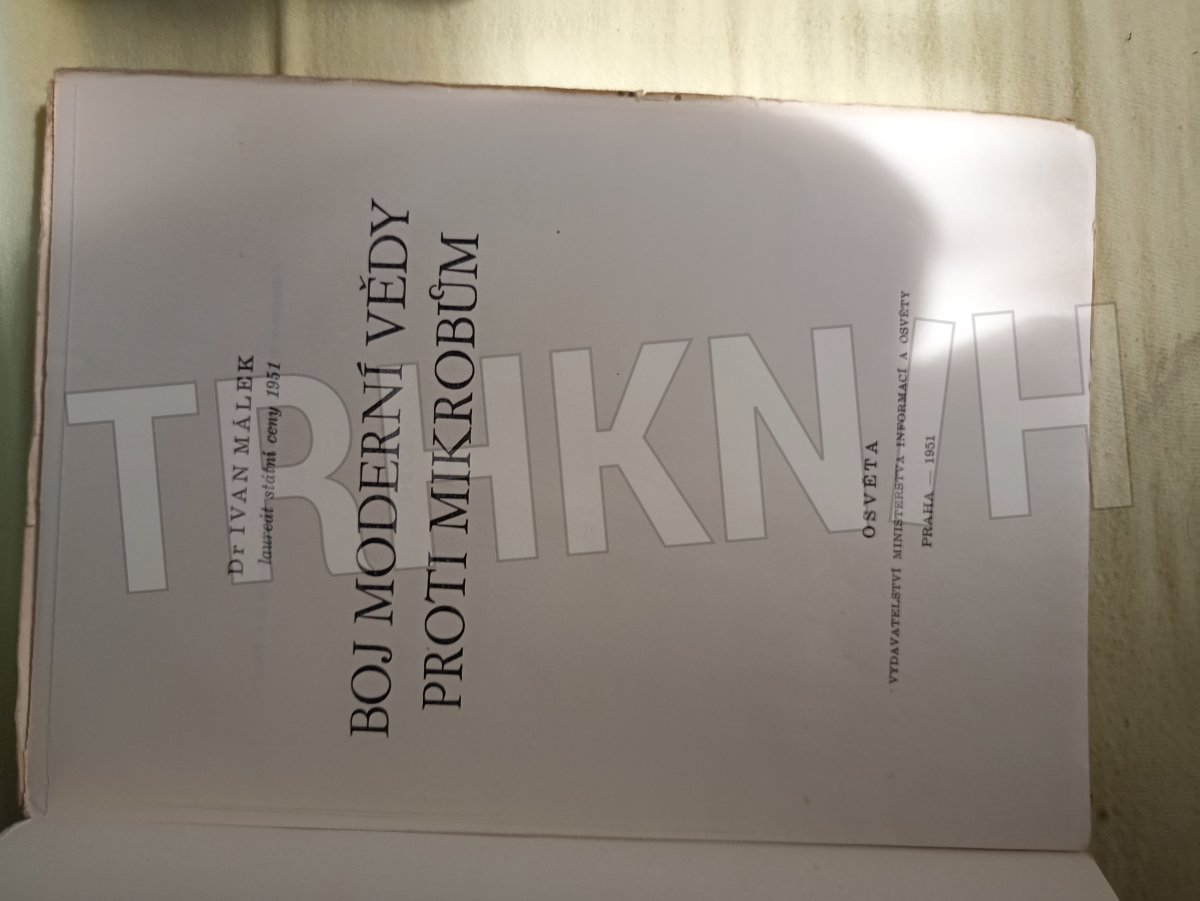 Dr IVAN MÁLEK
laureát státní ceny 1951
BOJ MODERNÍ VĚDY
PROTI MIKROBŮM
OSVĚTA
VYDAVATELSTVÍ MINISTERSTVA INFORMACÍ A OSVĚTY
PRAHA — 1951
TRHKNIH